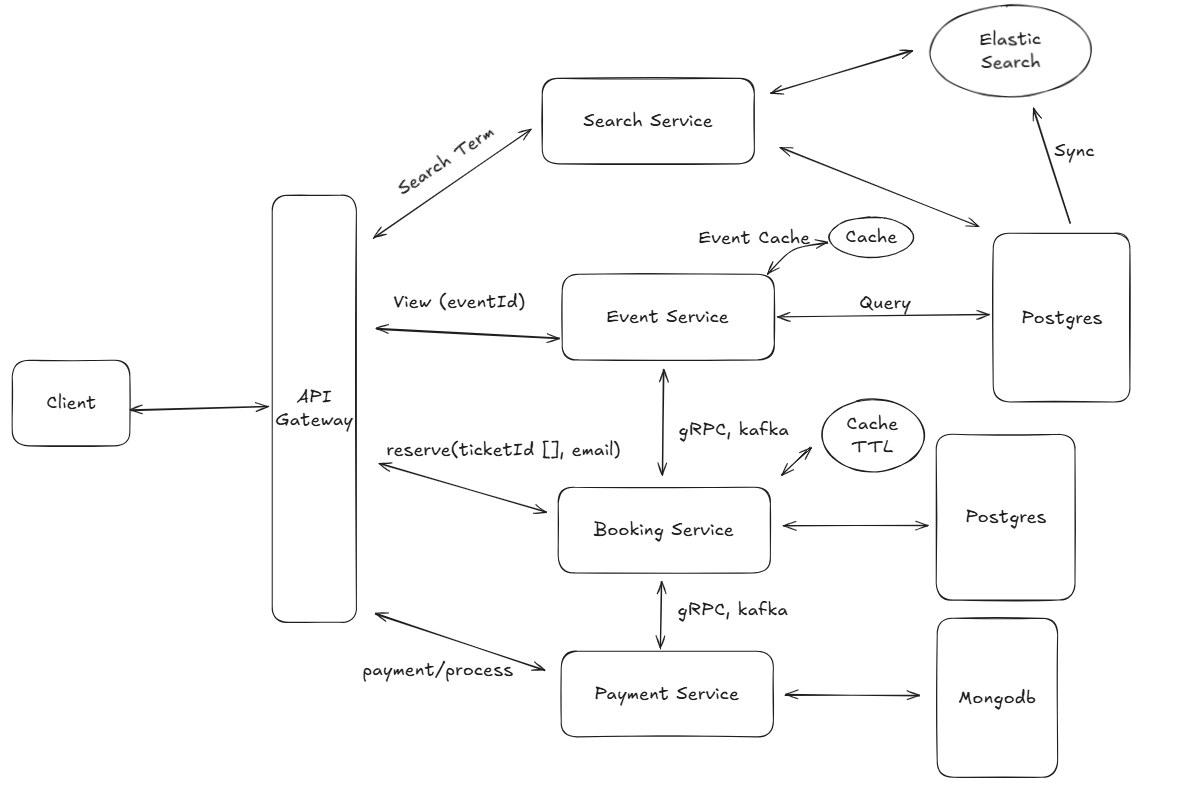 Elastic
Search
Search Service
Search Term
Sync
Event Cache
Cache
View (eventId)
Event Service
Query
Postgres
Client
API
Gateway
gRPC, kafka
Cache
TTL
reserve(ticketId [], email)
Booking Service
Postgres
gRPC, kafka
payment/process
Payment Service
Mongodb